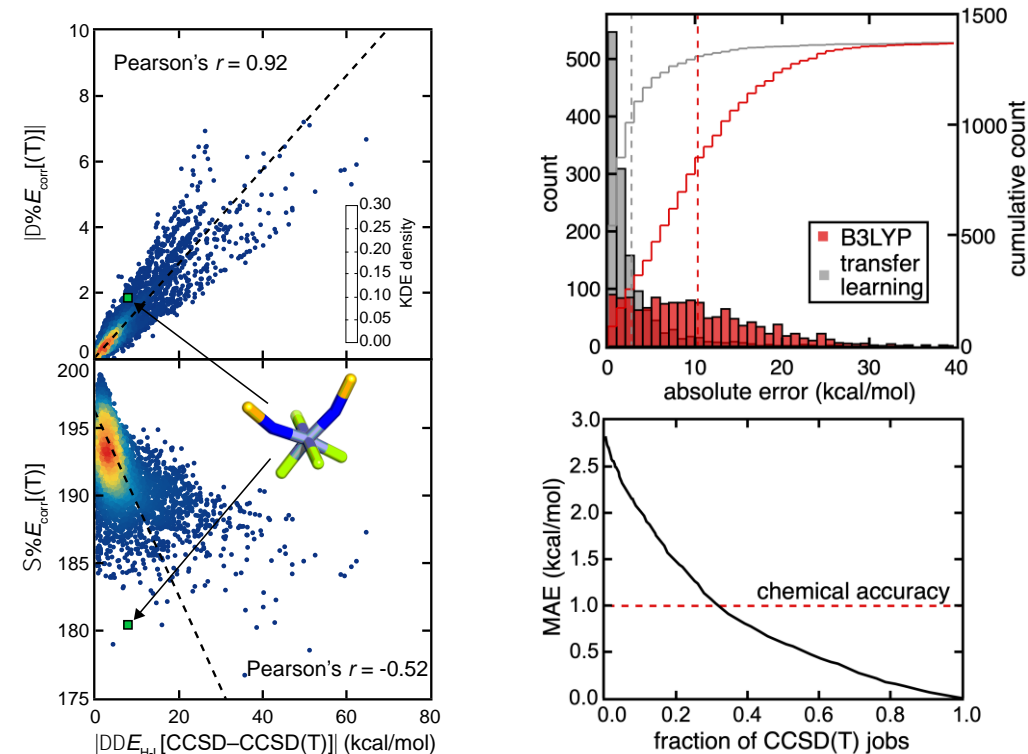 10
8
6
4
2
0
|D%Ecorr[(T)]|
Pearson's r = 0.92
0.30
0.25
0.20
0.15
0.10
0.05
0.00
KDE density
200
195
190
185
180
175
S%Ecorr[(T)]
Pearson's r = -0.52
0 20 40 60 80
|DDEH-L[CCSD–CCSD(T)]| (kcal/mol)
500
400
300
200
100
0
count
1500
1000
500
0
cumulative count
B3LYP
transfer
learning
0 10 20 30 40
absolute error (kcal/mol)
3.0
2.5
2.0
1.5
1.0
0.5
0.0
MAE (kcal/mol)
chemical accuracy
0.0 0.2 0.4 0.6 0.8 1.0
fraction of CCSD(T) jobs